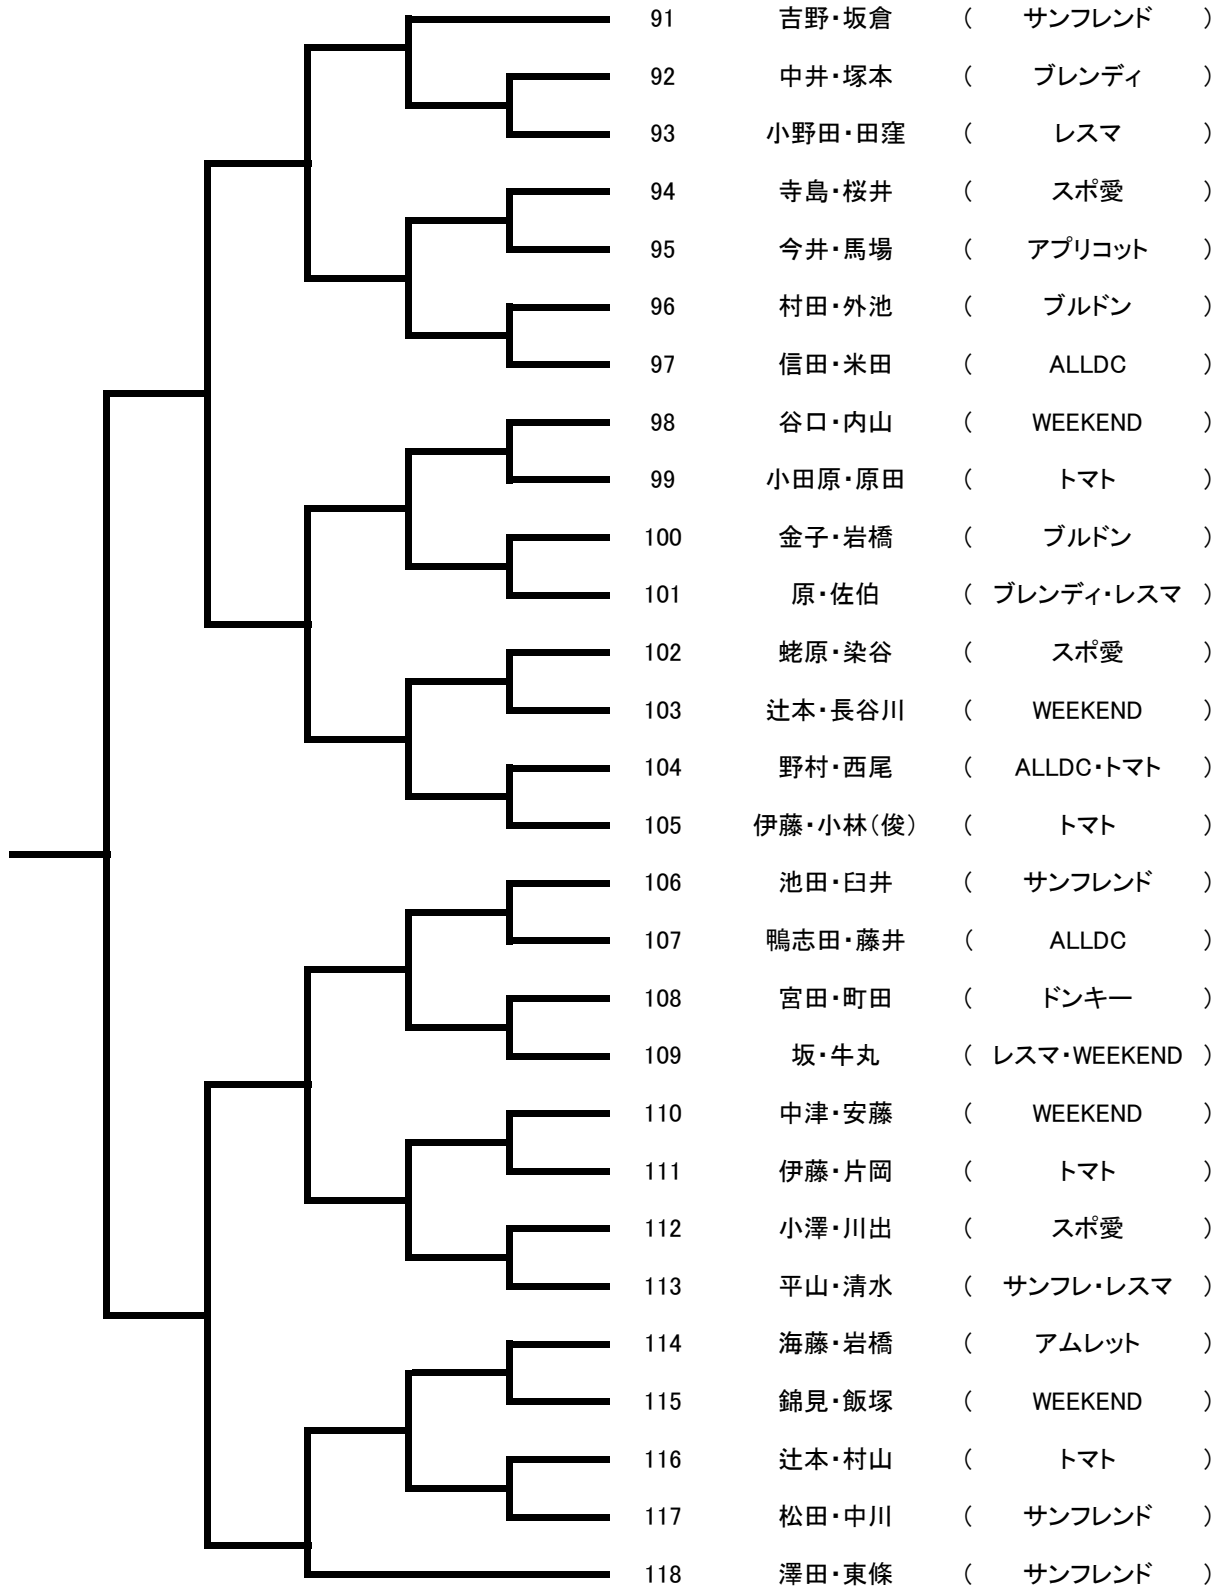 91 吉野・坂倉 ( サンフレンド )
92 中井・塚本 ( ブレンディ )
93 小野田・田窪 ( レスマ )
94 寺島・桜井 ( スポ愛 )
95 今井・馬場 ( アプリコット )
96 村田・外池 ( ブルドン )
97 信田・米田 ( ALLDC )
98 谷口・内山 ( WEEKEND )
99 小田原・原田 ( トマト )
100 金子・岩橋 ( ブルドン )
101 原・佐伯 ( ブレンディ・レスマ )
102 蛯原・染谷 ( スポ愛 )
103 辻本・長谷川 ( WEEKEND )
104 野村・西尾 ( ALLDC・トマト )
105 伊藤・小林(俊) ( トマト )
106 池田・臼井 ( サンフレンド )
107 鴨志田・藤井 ( ALLDC )
108 宮田・町田 ( ドンキー )
109 坂・牛丸 ( レスマ・WEEKEND )
110 中津・安藤 ( WEEKEND )
111 伊藤・片岡 ( トマト )
112 小澤・川出 ( スポ愛 )
113 平山・清水 ( サンフレ・レスマ )
114 海藤・岩橋 ( アムレット )
115 錦見・飯塚 ( WEEKEND )
116 辻本・村山 ( トマト )
117 松田・中川 ( サンフレンド )
118 澤田・東條 ( サンフレンド )